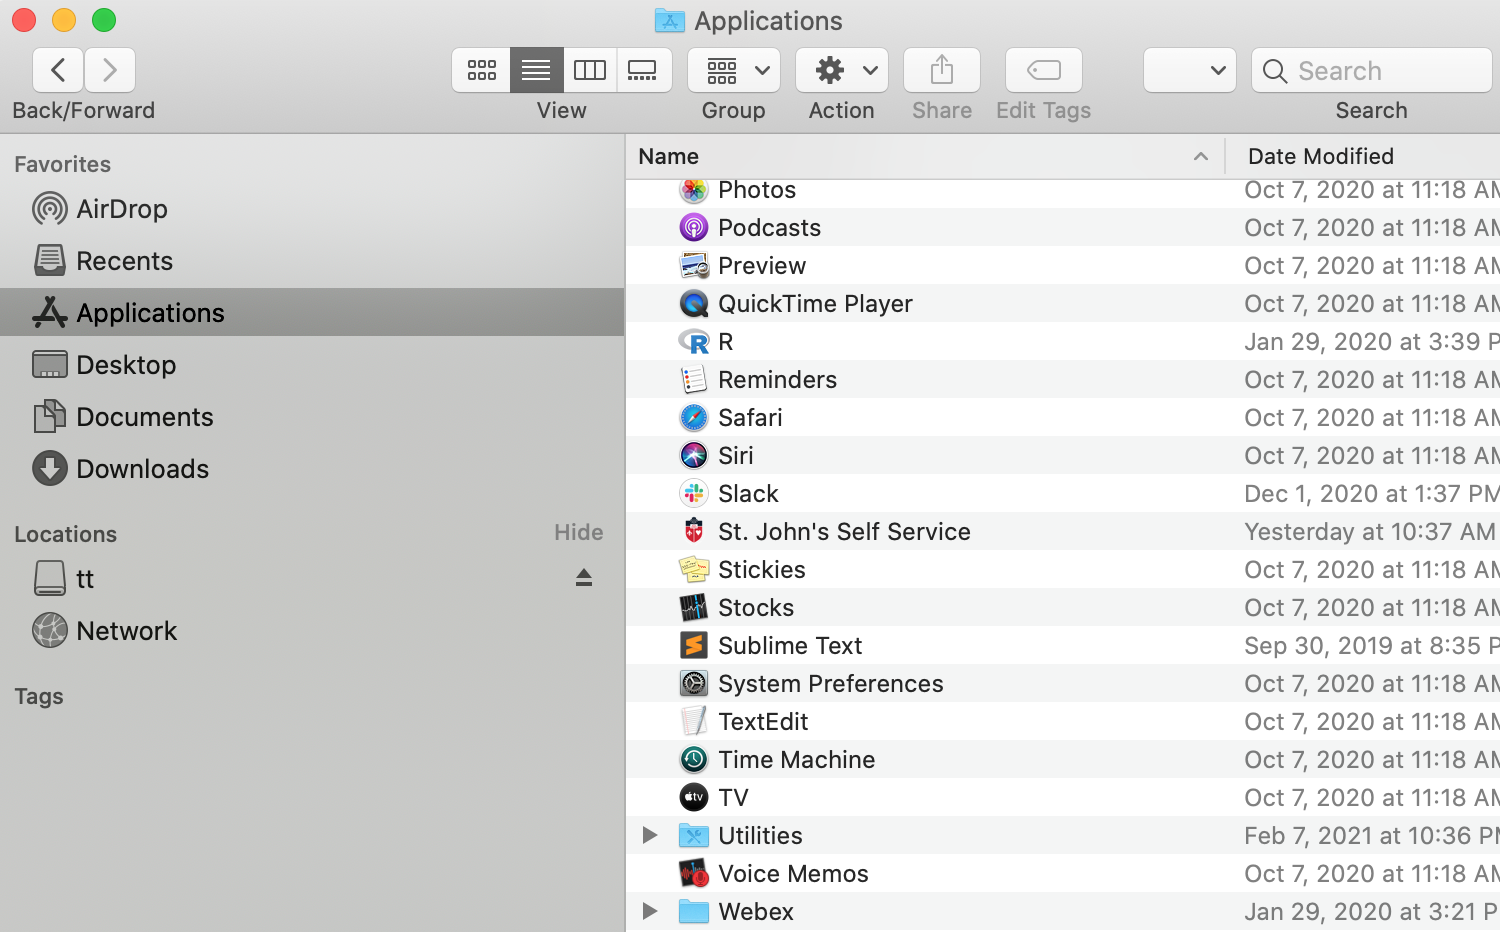 Applications
Back/Forward
View
Group
Action
Share
Edit Tags
Search
Search
Favorites
AirDrop
Recents
Applications
Desktop
Documents
Downloads
Locations Hide
tt
Network
Tags
Name Date Modified
Photos Oct 7, 2020 at 11:18 AM
Podcasts Oct 7, 2020 at 11:18 AM
Preview Oct 7, 2020 at 11:18 AM
QuickTime Player Oct 7, 2020 at 11:18 AM
R Jan 29, 2020 at 3:39 P
Reminders Oct 7, 2020 at 11:18 AM
Safari Oct 7, 2020 at 11:18 AM
Siri Oct 7, 2020 at 11:18 AM
Slack Dec 1, 2020 at 1:37 PM
St. John's Self Service Yesterday at 10:37 AM
Stickies Oct 7, 2020 at 11:18 AM
Stocks Oct 7, 2020 at 11:18 AM
Sublime Text Sep 30, 2019 at 8:35 P
System Preferences Oct 7, 2020 at 11:18 AM
TextEdit Oct 7, 2020 at 11:18 AM
Time Machine Oct 7, 2020 at 11:18 AM
tv TV Oct 7, 2020 at 11:18 AM
Utilities Feb 7, 2021 at 10:36 PM
Voice Memos Oct 7, 2020 at 11:18 AM
Webex Jan 29, 2020 at 3:21 P